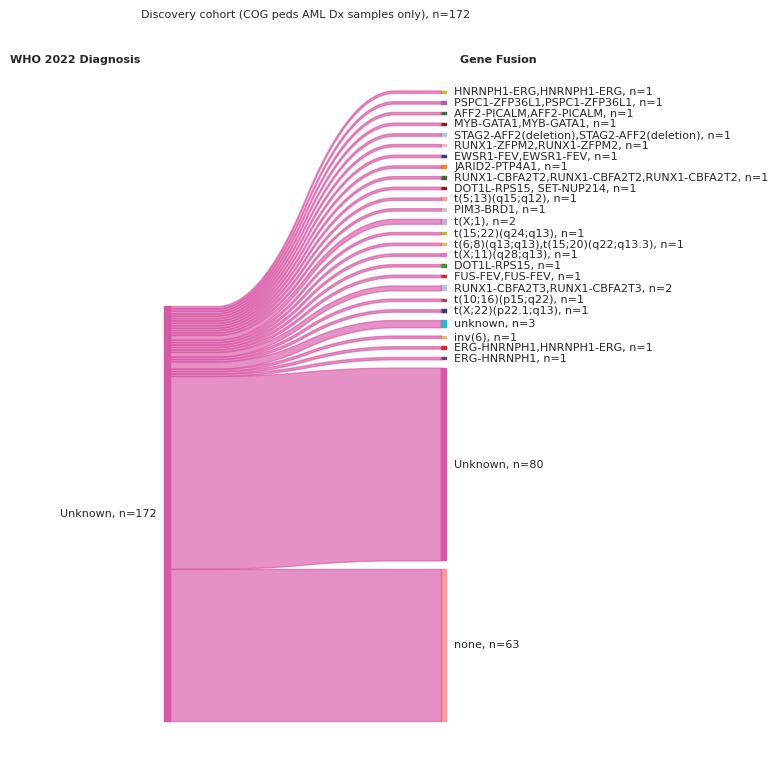 Discovery cohort (COG peds AML Dx samples only), n=172
WHO 2022 Diagnosis
Gene Fusion
HNRNPH1-ERG,HNRNPH1-ERG, n=1
PSPC1-ZFP36L1,PSPC1-ZFP36L1, n=1
AFF2-PICALM,AFF2-PICALM, n=1
MYB-GATA1,MYB-GATA1, n=1
STAG2-AFF2(deletion),STAG2-AFF2(deletion), n=1
RUNX1-ZFPM2,RUNX1-ZFPM2, n=1
EWSR1-FEV,EWSR1-FEV, n=1
JARID2-PTP4A1, n=1
RUNX1-CBFA2T2,RUNX1-CBFA2T2,RUNX1-CBFA2T2, n=1
DOT1L-RPS15, SET-NUP214, n=1
t(5;13)(q15;q12), n=1
PIM3-BRD1, n=1
t(X;1), n=2
t(15;22)(q24;q13), n=1
t(6;8)(q13;q13),t(15;20)(q22;q13.3), n=1
t(X;11)(q28;q13), n=1
DOT1L-RPS15, n=1
FUS-FEV,FUS-FEV, n=1
RUNX1-CBFA2T3,RUNX1-CBFA2T3, n=2
t(10;16)(p15;q22), n=1
t(X;22)(p22.1;q13), n=1
unknown, n=3
inv(6), n=1
ERG-HNRNPH1,HNRNPH1-ERG, n=1
ERG-HNRNPH1, n=1
Unknown, n=80
Unknown, n=172
none, n=63